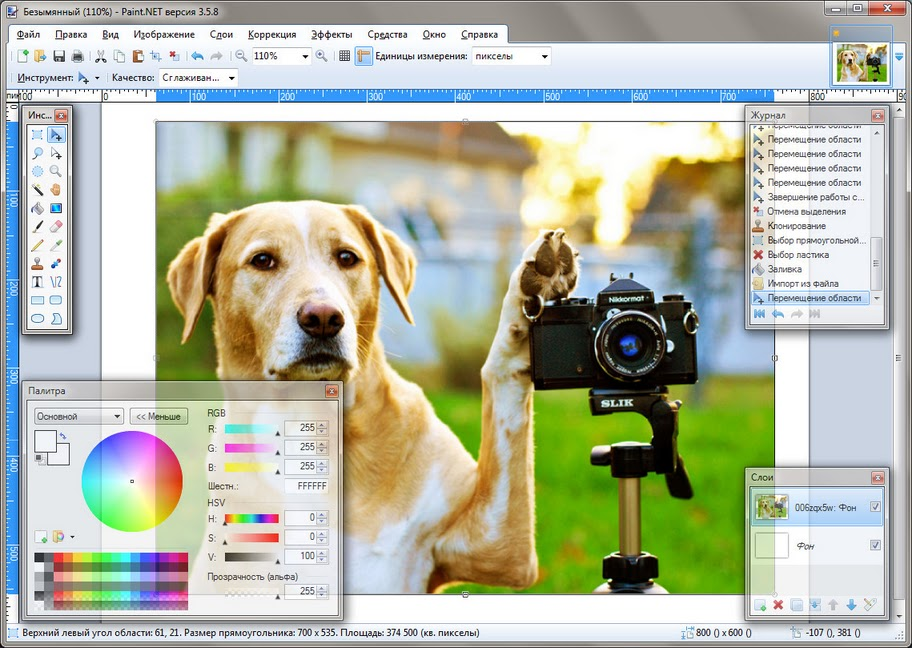 Безымянный (110%) - Paint.NET версия 3.5.8
Файл Правка Вид Изображение Слои Коррекция Эффекты Средства Окно Справка
110% Единицы измерения: пикселы
Инструмент: Качество: Сглаживан...
0 100 200 300 400 500 600 700 800
Инс...
100
200
300
400
500
Журнал
Перемещение области
Перемещение области
Перемещение области
Перемещение области
Перемещение области
Завершение работы с...
Отмена выделения
Клонирование
Выбор прямоугольной...
Выбор ластика
Заливка
Импорт из файла
Перемещение области
Nikkormat
SLIK
Палитра
Основной << Меньше
RGB
R: 255
G: 255
B: 255
Шестн.: FFFFFF
HSV
H: 0
S: 0
V: 100
Прозрачность (альфа)
255
Слои
006zqx5w: Фон
Фон
Верхний левый угол области: 61, 21. Размер прямоугольника: 700 x 535. Площадь: 374 500 (кв. пикселы) 800 () x 600 () -107 (), 381 ()